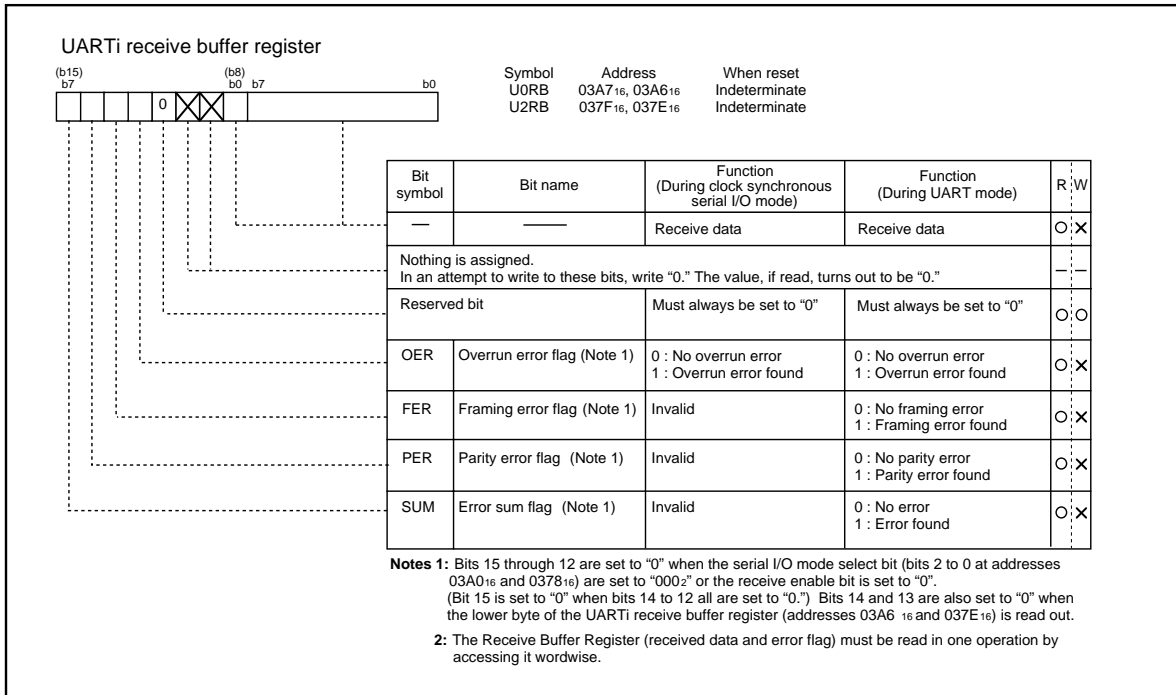 UARTi receive buffer register
(b15) (b8)
b7 b0 b7 b0
0
Symbol Address When reset
U0RB 03A716, 03A616 Indeterminate
U2RB 037F16, 037E16 Indeterminate
Bit symbol Bit name Function (During clock synchronous serial I/O mode) Function (During UART mode) R W
— —— Receive data Receive data O X
Nothing is assigned.
In an attempt to write to these bits, write “0.” The value, if read, turns out to be “0.” – –
Reserved bit Must always be set to “0” Must always be set to “0” O O
OER Overrun error flag (Note 1) 0 : No overrun error 0 : No overrun error O X
1 : Overrun error found 1 : Overrun error found
FER Framing error flag (Note 1) Invalid 0 : No framing error O X
1 : Framing error found
PER Parity error flag (Note 1) Invalid 0 : No parity error O X
1 : Parity error found
SUM Error sum flag (Note 1) Invalid 0 : No error O X
1 : Error found
Notes 1: Bits 15 through 12 are set to “0” when the serial I/O mode select bit (bits 2 to 0 at addresses
03A016 and 037816) are set to “0002” or the receive enable bit is set to “0”.
(Bit 15 is set to “0” when bits 14 to 12 all are set to “0.”) Bits 14 and 13 are also set to “0” when
the lower byte of the UARTi receive buffer register (addresses 03A6 16 and 037E16) is read out.
2: The Receive Buffer Register (received data and error flag) must be read in one operation by
accessing it wordwise.